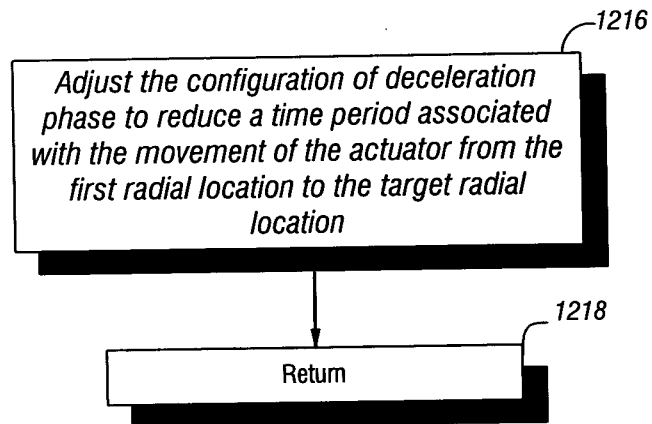 1216
Adjust the configuration of deceleration
phase to reduce a time period associated
with the movement of the actuator from the
first radial location to the target radial
location
1218
Return